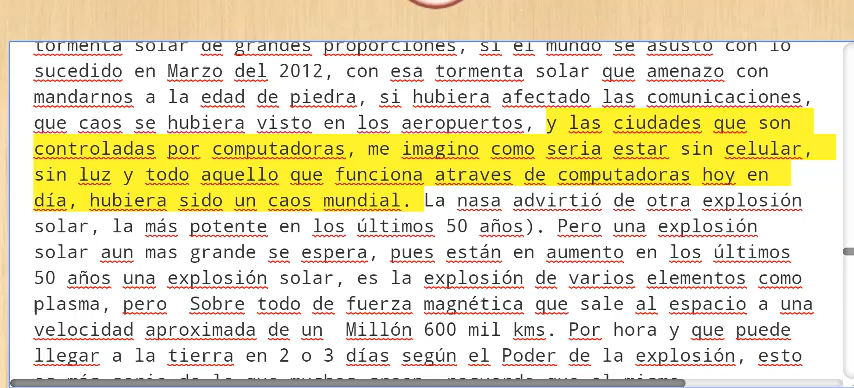 tormenta solar de grandes proporciones, si el mundo se asusto con lo
sucedido en Marzo del 2012, con esa tormenta solar que amenazo con
mandarnos a la edad de piedra, si hubiera afectado las comunicaciones,
que caos se hubiera visto en los aeropuertos, y las ciudades que son
controladas por computadoras, me imagino como seria estar sin celular,
sin luz y todo aquello que funciona atraves de computadoras hoy en
día, hubiera sido un caos mundial. La nasa advirtió de otra explosión
solar, la más potente en los últimos 50 años). Pero una explosión
solar aun mas grande se espera, pues están en aumento en los últimos
50 años una explosión solar, es la explosión de varios elementos como
plasma, pero  Sobre todo de fuerza magnética que sale al espacio a una
velocidad aproximada de un  Millón 600 mil kms. Por hora y que puede
llegar a la tierra en 2 o 3 días según el Poder de la explosión, esto